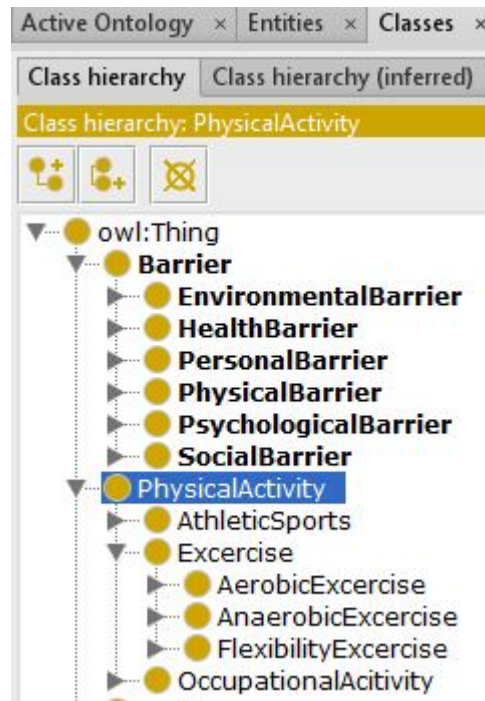 Active Ontology × Entities × Classes ×
Class hierarchy Class hierarchy (inferred)
Class hierarchy: PhysicalActivity
owl:Thing
Barrier
EnvironmentalBarrier
HealthBarrier
PersonalBarrier
PhysicalBarrier
PsychologicalBarrier
SocialBarrier
PhysicalActivity
AthleticSports
Excercise
AerobicExcercise
AnaerobicExcercise
FlexibilityExcercise
OccupationalAcitivity